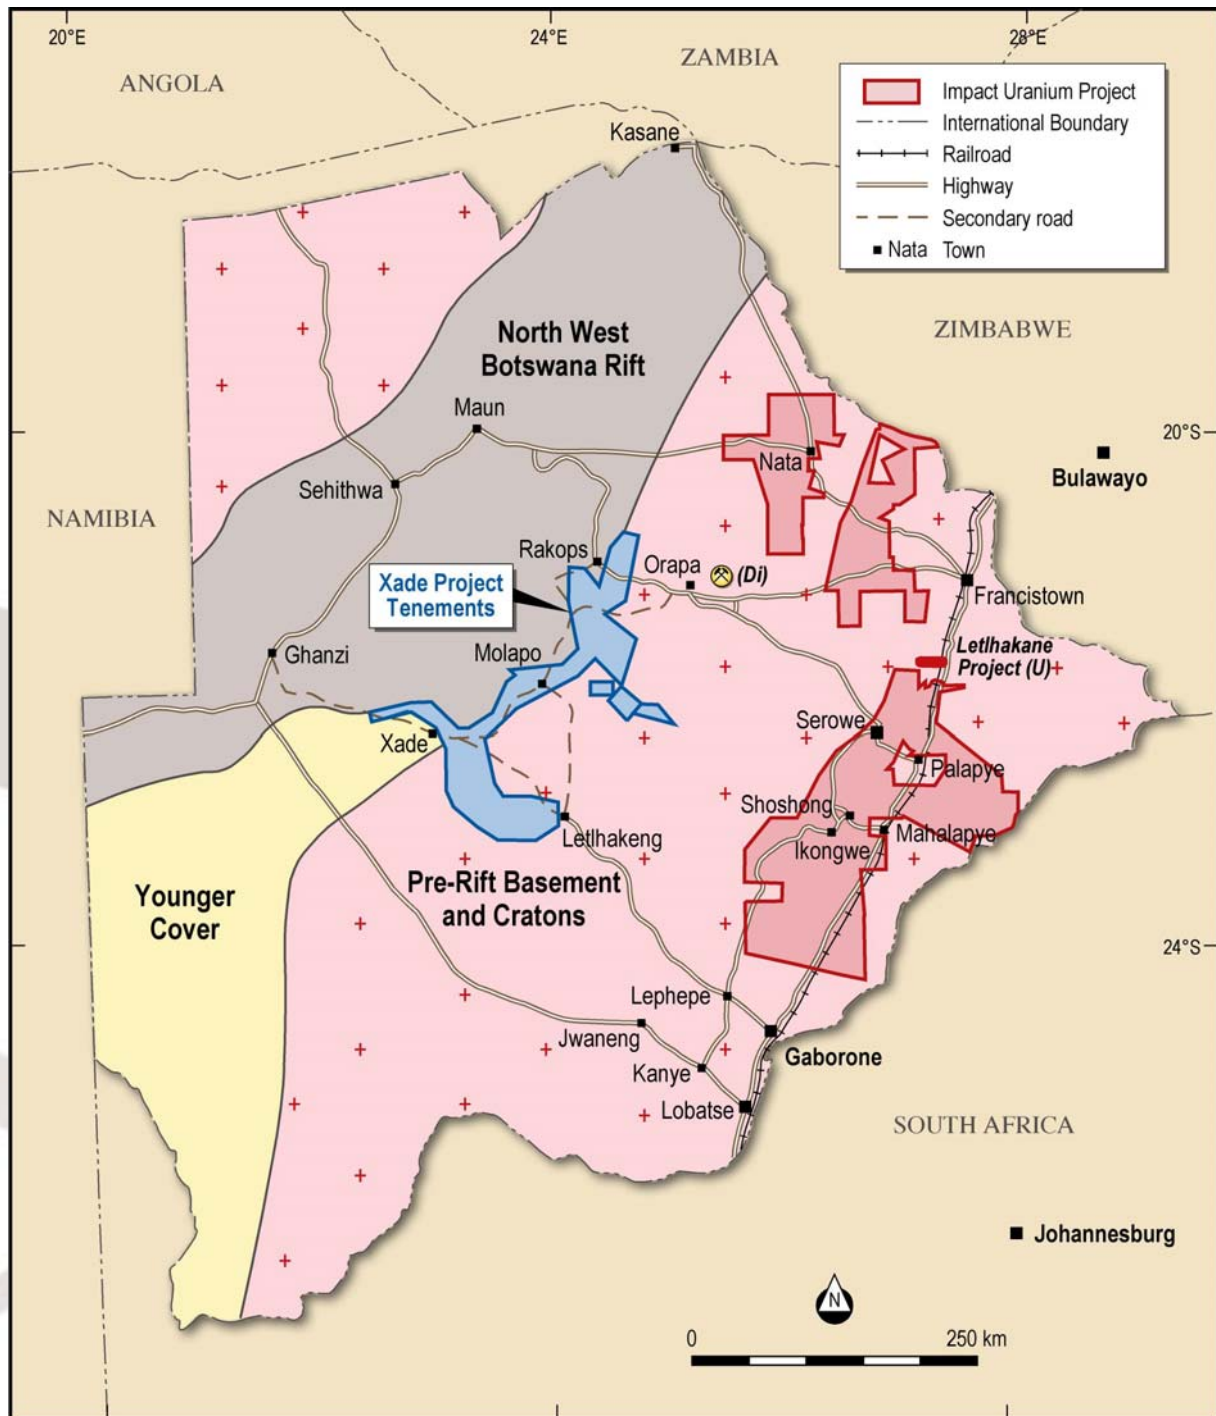 20°E
24°E
28°E
ANGOLA
ZAMBIA
Impact Uranium Project
International Boundary
Railroad
Highway
Secondary road
Nata Town
Kasane
North West
Botswana Rift
ZIMBABWE
Maun
Nata
20°S
Bulawayo
Sehithwa
NAMIBIA
Rakops
Orapa
(Di)
Xade Project
Tenements
Francistown
Letlhakane
Project (U)
Ghanzi
Molapo
Serowe
Xade
Palapye
Shoshong
Mahalapye
Ikongwe
Letlhakeng
Pre-Rift Basement
and Cratons
Younger
Cover
24°S
Lephepe
Jwaneng
Gaborone
Kanye
Lobatse
SOUTH AFRICA
Johannesburg
N
0
250 km